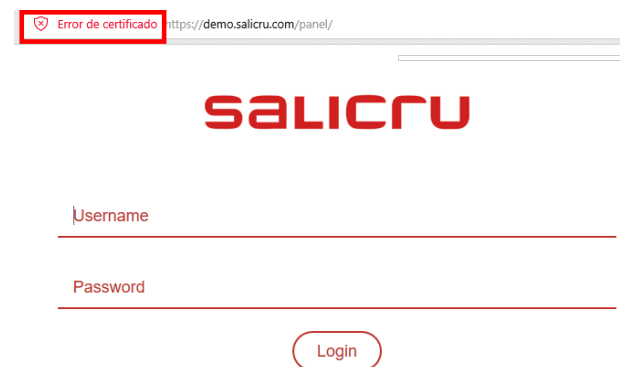 Error de certificado https://demo.salicru.com/panel/
salicru
Username
Password
Login